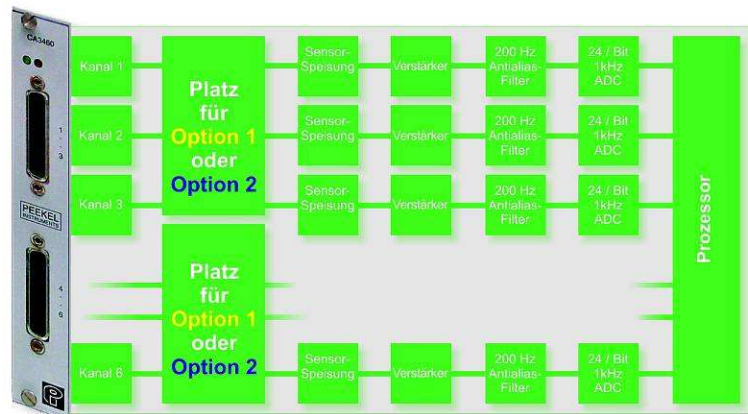 CA3460
1
-
-
3
PEEKEL
INSTRUMENTS
4
-
-
6
Kanal 1
Platz
für
Option 1
oder
Option 2
Sensor-
Speisung
Verstärker
200 Hz
Antialias-
Filter
24 / Bit
1kHz
ADC
Kanal 2
Sensor-
Speisung
Verstärker
200 Hz
Antialias-
Filter
24 / Bit
1kHz
ADC
Kanal 3
Sensor-
Speisung
Verstärker
200 Hz
Antialias-
Filter
24 / Bit
1kHz
ADC
Platz
für
Option 1
oder
Option 2
Kanal 6
Sensor-
Speisung
Verstärker
200 Hz
Antialias-
Filter
24 / Bit
1kHz
ADC
Prozessor